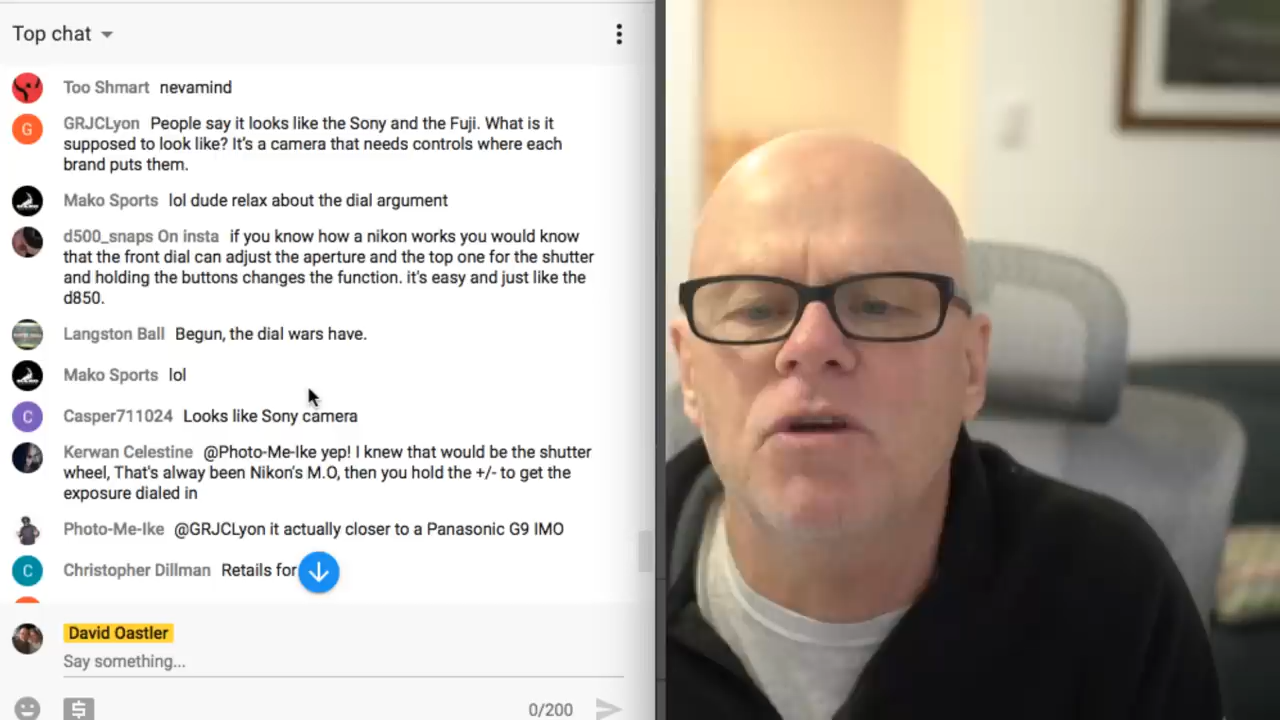 Top chat
Too Shmart nevamind
G
GRJCLyon People say it looks like the Sony and the Fuji. What is it
supposed to look like? It's a camera that needs controls where each
brand puts them.
Mako Sports lol dude relax about the dial argument
d500_snaps On insta if you know how a nikon works you would know
that the front dial can adjust the aperture and the top one for the shutter
and holding the buttons changes the function. it's easy and just like the
d850.
Langston Ball Begun, the dial wars have.
Mako Sports lol
C
Casper711024 Looks like Sony camera
Kerwan Celestine @Photo-Me-Ike yep! I knew that would be the shutter
wheel, That's alway been Nikon's M.O, then you hold the +/- to get the
exposure dialed in
Photo-Me-Ike @GRJCLyon it actually closer to a Panasonic G9 IMO
C
Christopher Dillman Retails for
David Oastler
Say something...
$
0/200